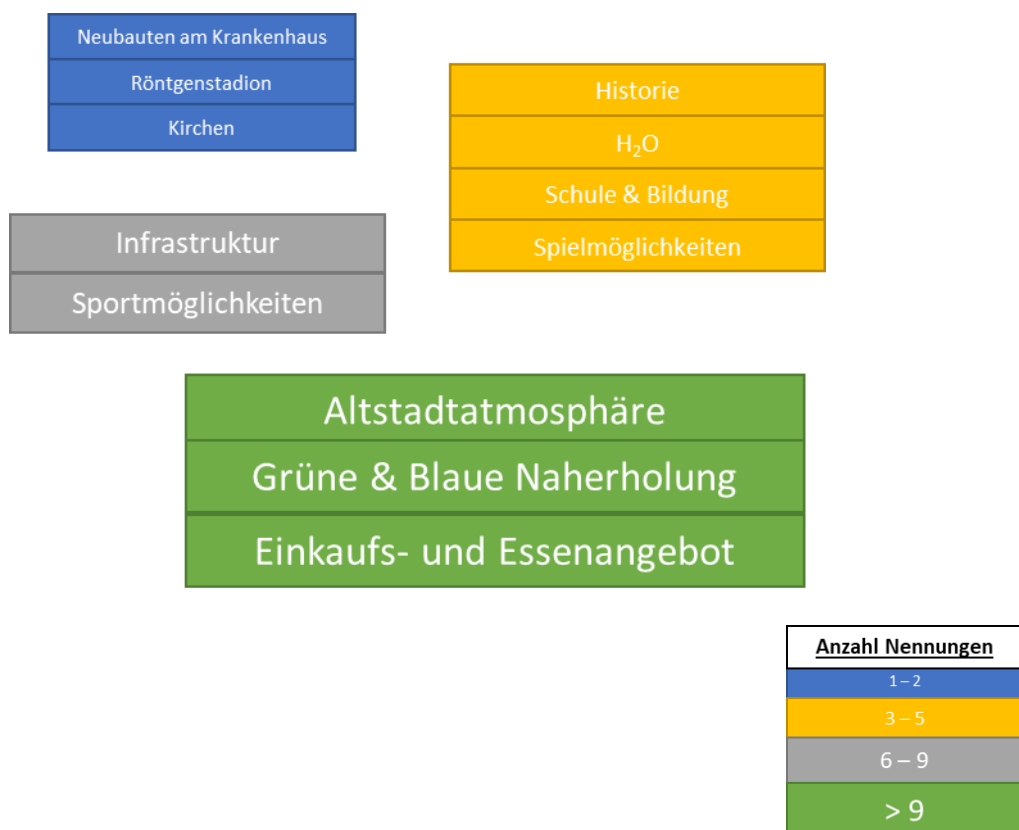 Neubauten am Krankenhaus
Röntgenstadion
Kirchen
Historie
H₂O
Schule & Bildung
Spielmöglichkeiten
Infrastruktur
Sportmöglichkeiten
Altstadtatmosphäre
Grüne & Blaue Naherholung
Einkaufs- und Essenangebot
Anzahl Nennungen
1 – 2
3 – 5
6 – 9
> 9